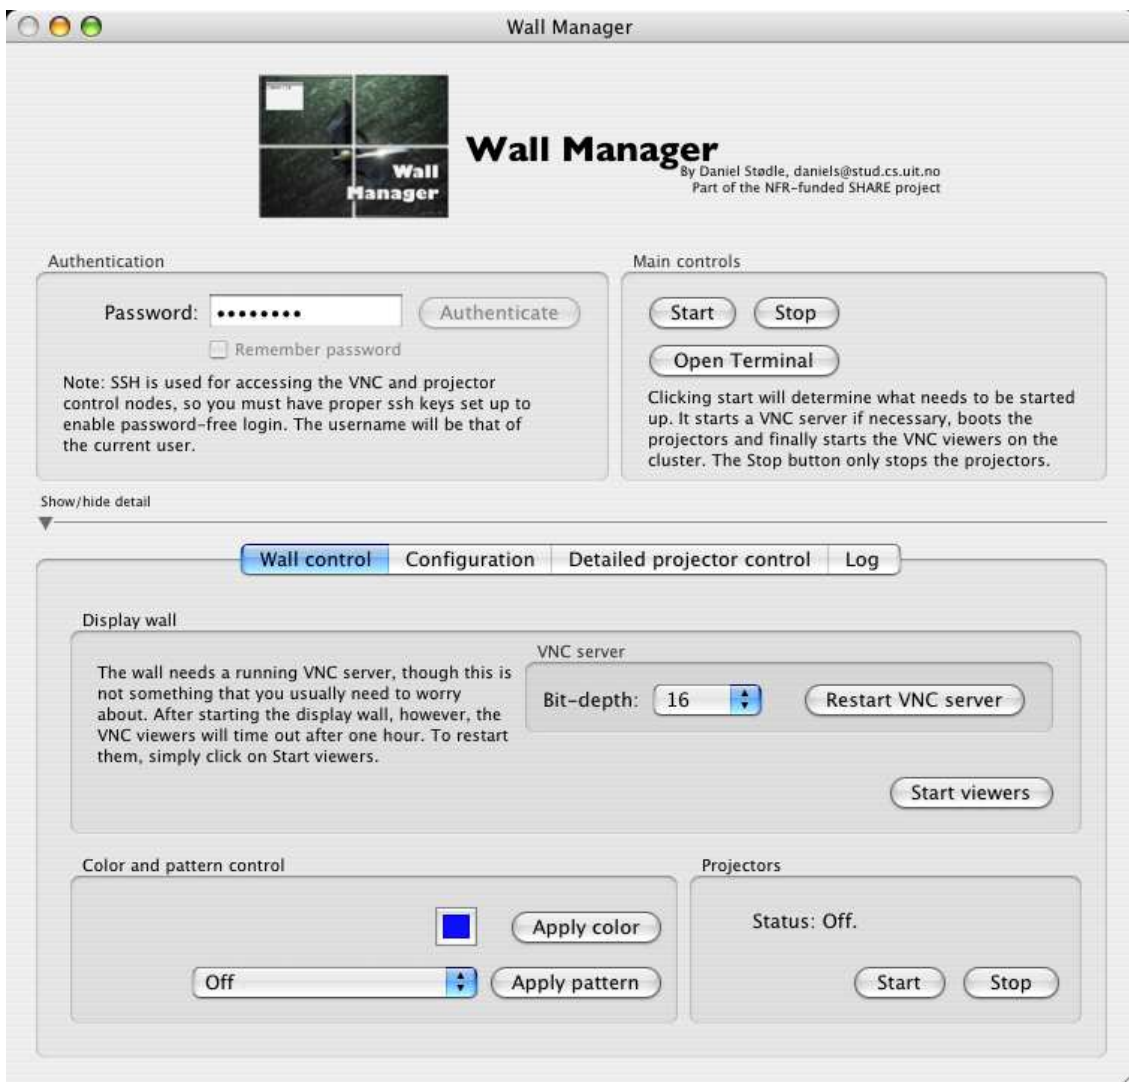 Wall Manager
Wall
Manager
Wall Manager
By Daniel Stødle, daniels@stud.cs.uit.no
Part of the NFR-funded SHARE project
Authentication
Password: ••••••••
Authenticate
Remember password
Note: SSH is used for accessing the VNC and projector
control nodes, so you must have proper ssh keys set up to
enable password-free login. The username will be that of
the current user.
Main controls
Start Stop
Open Terminal
Clicking start will determine what needs to be started
up. It starts a VNC server if necessary, boots the
projectors and finally starts the VNC viewers on the
cluster. The Stop button only stops the projectors.
Show/hide detail
Wall control Configuration Detailed projector control Log
Display wall
The wall needs a running VNC server, though this is
not something that you usually need to worry
about. After starting the display wall, however, the
VNC viewers will time out after one hour. To restart
them, simply click on Start viewers.
VNC server
Bit-depth: 16 Restart VNC server
Start viewers
Color and pattern control
Apply color
Off Apply pattern
Projectors
Status: Off.
Start Stop